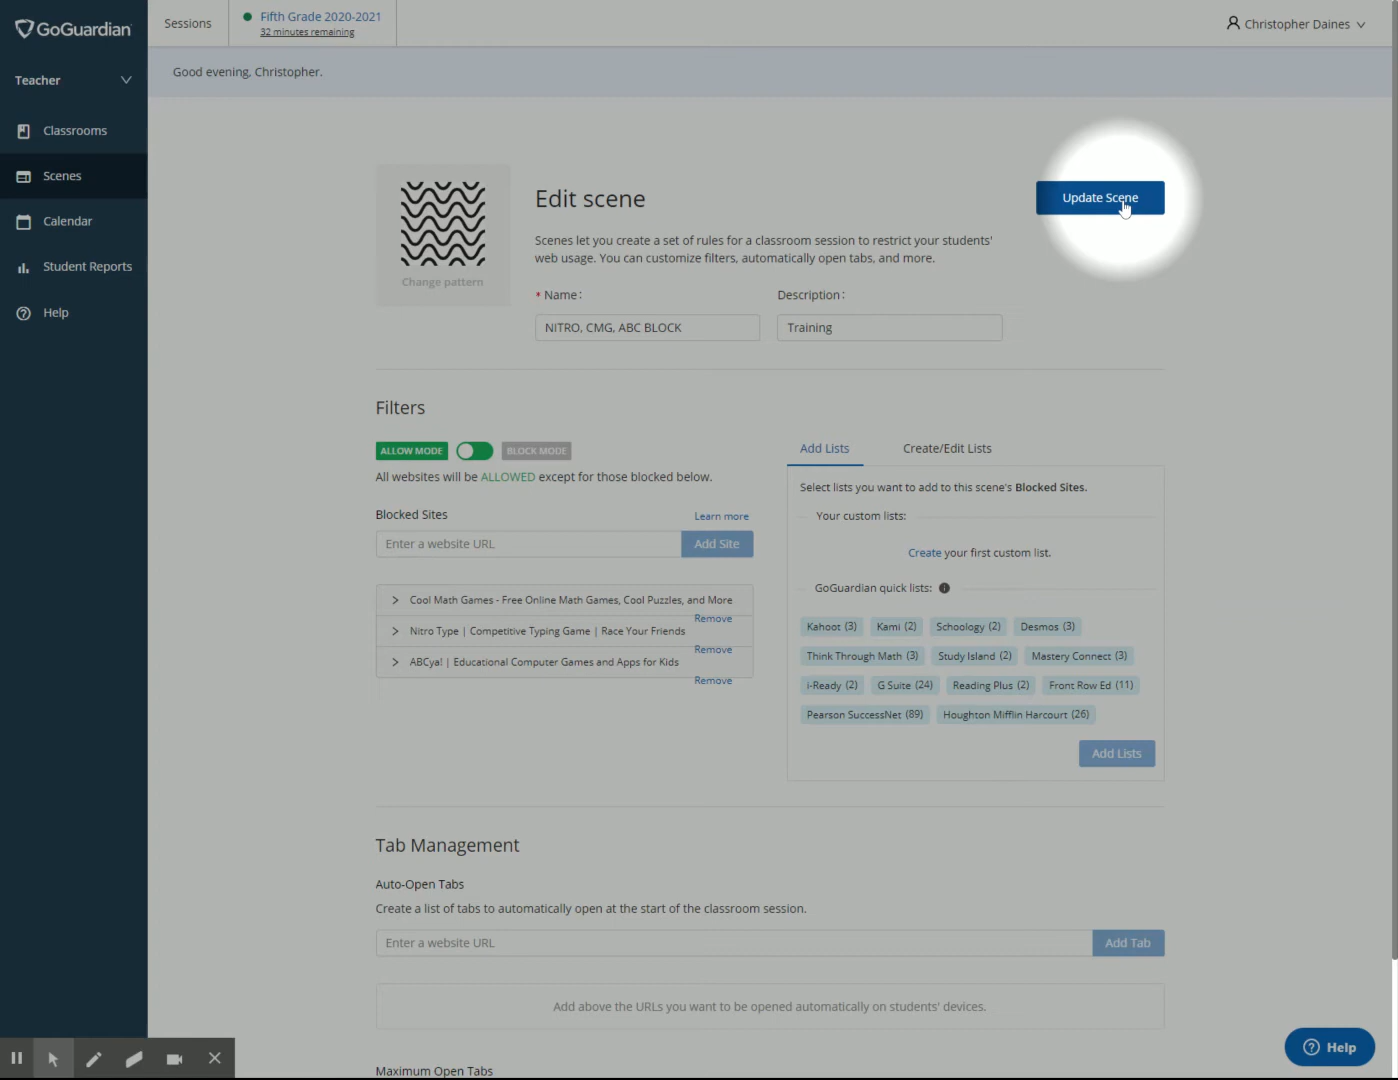 GoGuardian
Sessions
Fifth Grade 2020-2021
32 minutes remaining
Christopher Daines
Teacher
Good evening, Christopher.
Classrooms
Scenes
Calendar
Student Reports
Help
Change pattern
Edit scene
Update Scene
Scenes let you create a set of rules for a classroom session to restrict your students'
web usage. You can customize filters, automatically open tabs, and more.
* Name:
Description:
NITRO, CMG, ABC BLOCK
Training
Filters
ALLOW MODE
BLOCK MODE
All websites will be ALLOWED except for those blocked below.
Blocked Sites
Learn more
Enter a website URL
Add Site
Cool Math Games - Free Online Math Games, Cool Puzzles, and More
Remove
Nitro Type | Competitive Typing Game | Race Your Friends
Remove
ABCya! | Educational Computer Games and Apps for Kids
Remove
Add Lists
Create/Edit Lists
Select lists you want to add to this scene's Blocked Sites.
Your custom lists:
Create your first custom list.
GoGuardian quick lists:
Kahoot (3) Kami (2) Schoology (2) Desmos (3)
Think Through Math (3) Study Island (2) Mastery Connect (3)
i-Ready (2) G Suite (24) Reading Plus (2) Front Row Ed (11)
Pearson SuccessNet (89) Houghton Mifflin Harcourt (26)
Add Lists
Tab Management
Auto-Open Tabs
Create a list of tabs to automatically open at the start of the classroom session.
Enter a website URL
Add Tab
Add above the URLs you want to be opened automatically on students' devices.
Maximum Open Tabs
Help